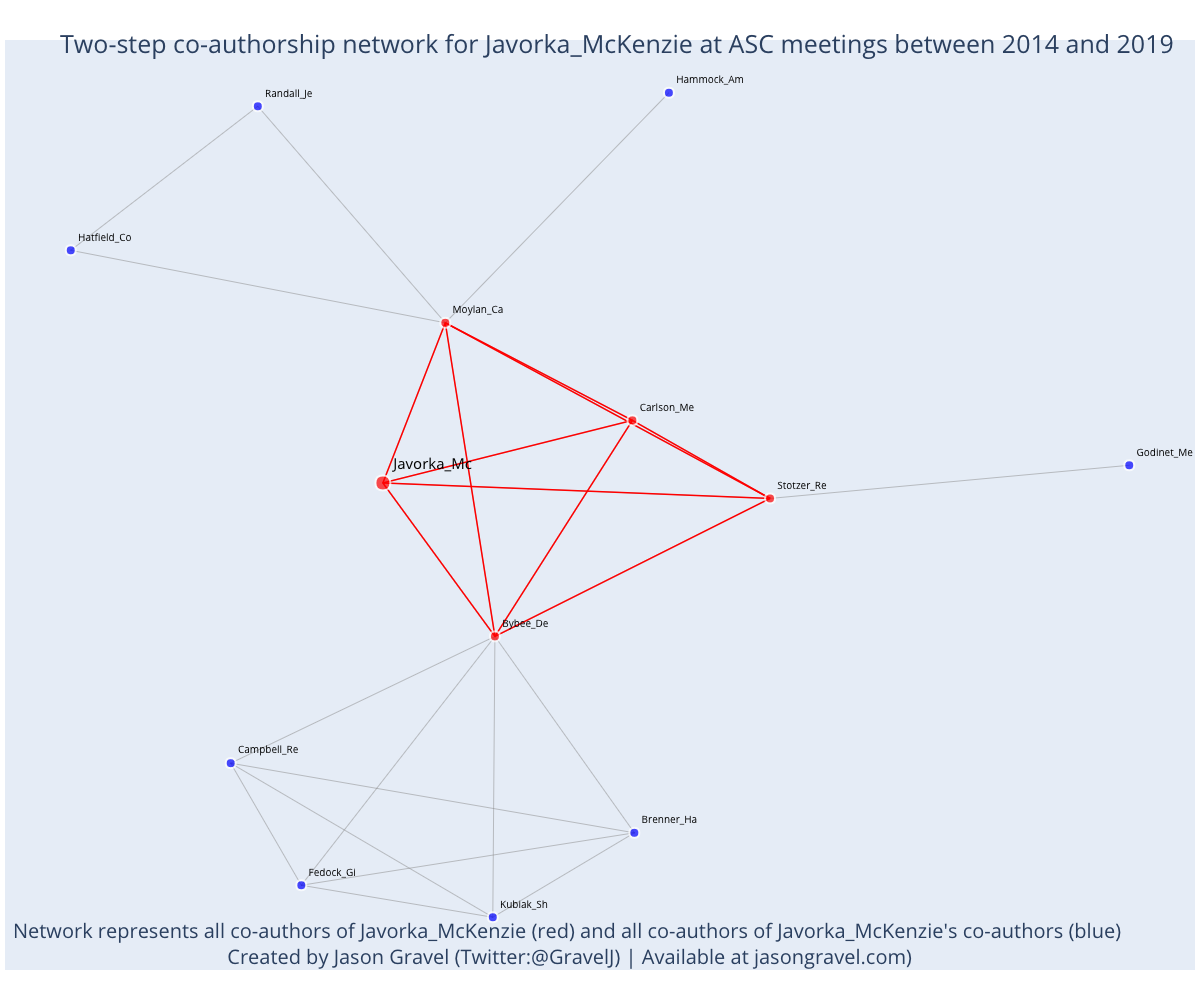 Two-step co-authorship network for Javorka_McKenzie at ASC meetings between 2014 and 2019
Hammock_Am
Randall_Je
Hatfield_Co
Moylan_Ca
Carlson_Me
Godinet_Me
Javorka_Mc
Stotzer_Re
Bybee_De
Campbell_Re
Brenner_Ha
Fedock_Gi
Kubiak_Sh
Network represents all co-authors of Javorka_McKenzie (red) and all co-authors of Javorka_McKenzie's co-authors (blue)
Created by Jason Gravel (Twitter:@GravelJ) | Available at jasongravel.com)